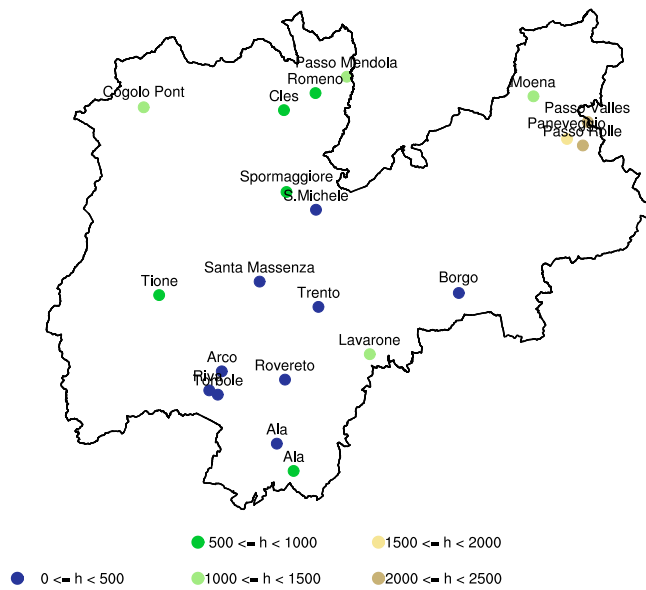 Passo Mendola
Romeno
Cogolo Pont
Cles
Moena
Passo Valles
Paneveggio
Passo Rolle
Spormaggiore
S.Michele
Santa Massenza
Tione
Trento
Borgo
Lavarone
Arco
Rovereto
Riva
Torbole
Ala
Ala
500 <= h < 1000
1500 <= h < 2000
0 <= h < 500
1000 <= h < 1500
2000 <= h < 2500